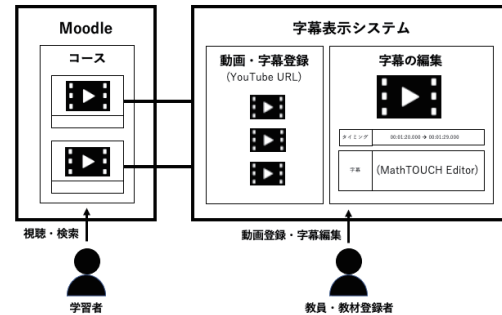 Moodle
コース
視聴・検索
学習者
字幕表示システム
動画・字幕登録
(YouTube URL)
字幕の編集
タイミング
00:01:20.000 → 00:01:29.000
字幕
(MathTOUCH Editor)
動画登録・字幕編集
教員・教材登録者